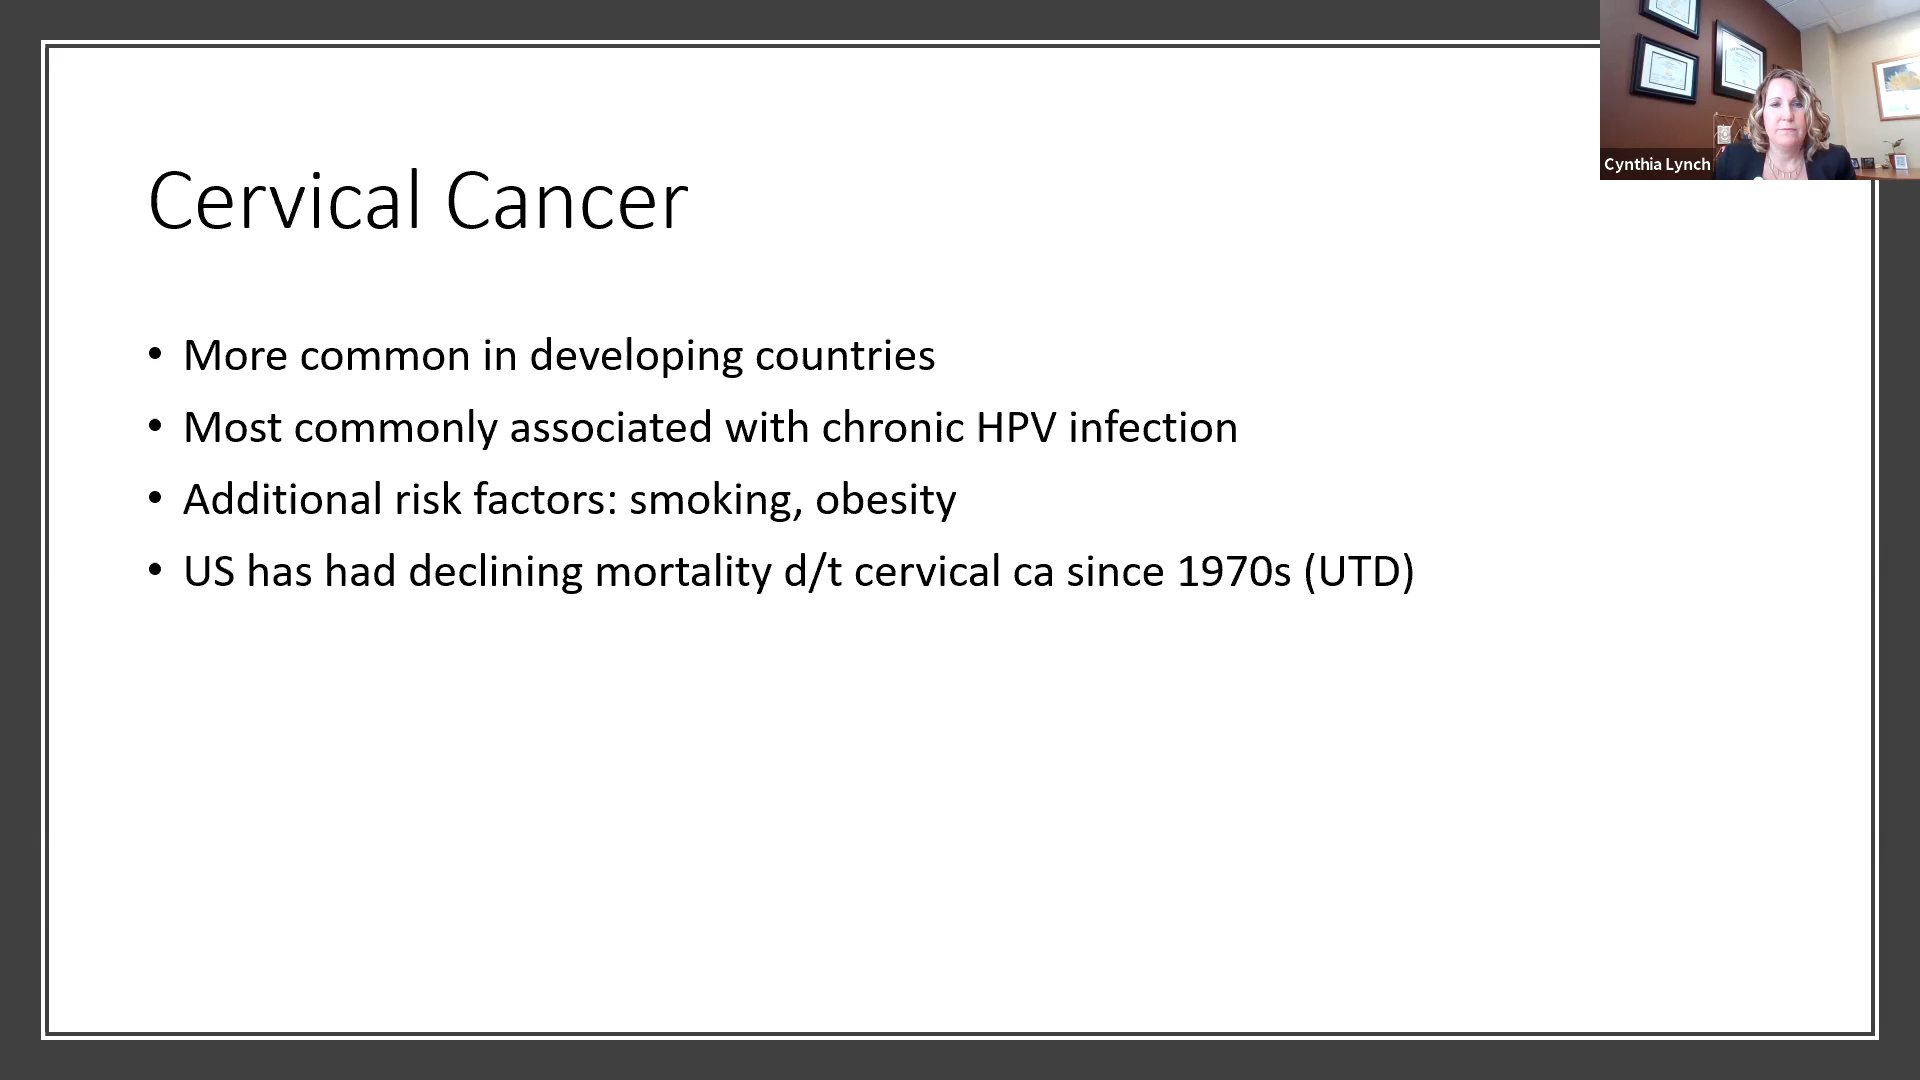 Cynthia Lynch
Cervical Cancer
• More common in developing countries
• Most commonly associated with chronic HPV infection
• Additional risk factors: smoking, obesity
• US has had declining mortality d/t cervical ca since 1970s (UTD)